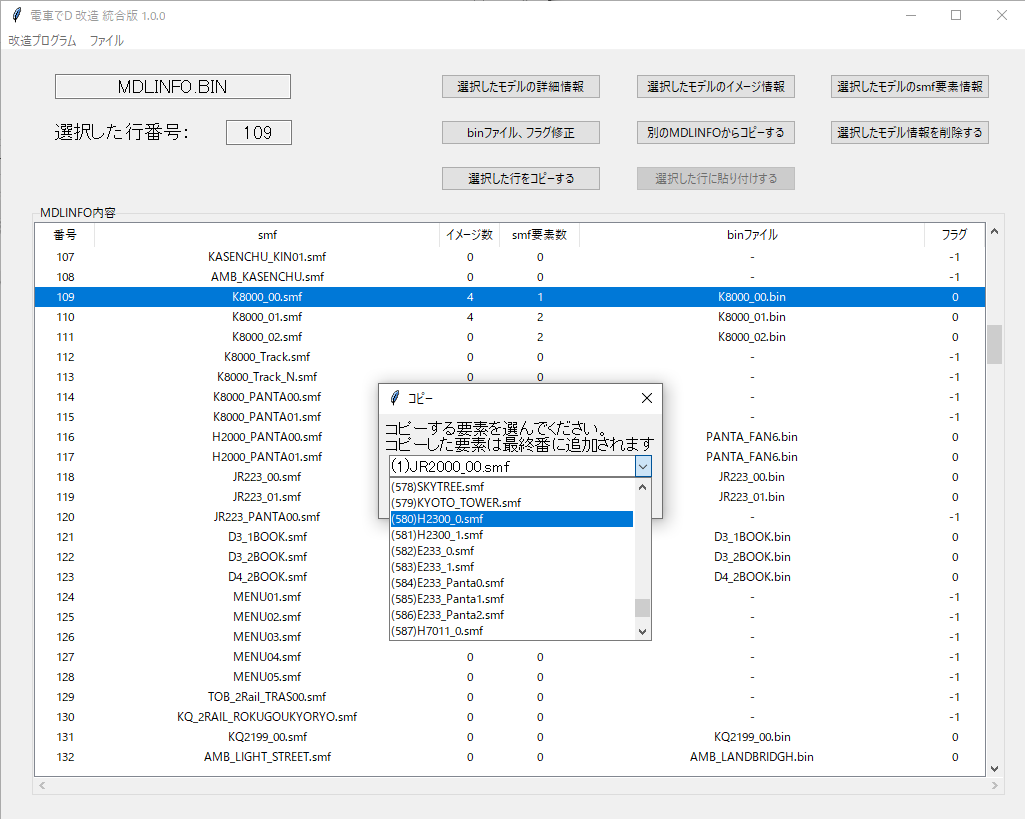 電車でD 改造 統合版 1.0.0
改造プログラム ファイル
MDLINFO.BIN
選択したモデルの詳細情報 選択したモデルのイメージ情報 選択したモデルのsmf要素情報
選択した行番号: 109
binファイル、フラグ修正 別のMDLINFOからコピーする 選択したモデル情報を削除する
選択した行をコピーする 選択した行に貼り付けする
MDLINFO内容
番号 smf イメージ数 smf要素数 binファイル フラグ
107 KASENCHU_KIN01.smf 0 0 - -1
108 AMB_KASENCHU.smf 0 0 - -1
109 K8000_00.smf 4 1 K8000_00.bin 0
110 K8000_01.smf 4 2 K8000_01.bin 0
111 K8000_02.smf 0 2 K8000_02.bin 0
112 K8000_Track.smf 0 0 - -1
113 K8000_Track_N.smf 0 0 - -1
114 K8000_PANTA00.smf - -1
115 K8000_PANTA01.smf - -1
116 H2000_PANTA00.smf PANTA_FAN6.bin 0
117 H2000_PANTA01.smf PANTA_FAN6.bin 0
118 JR223_00.smf JR223_00.bin 0
119 JR223_01.smf JR223_01.bin 0
120 JR223_PANTA00.smf - -1
121 D3_1BOOK.smf D3_1BOOK.bin 0
122 D3_2BOOK.smf D3_2BOOK.bin 0
123 D4_2BOOK.smf D4_2BOOK.bin 0
124 MENU01.smf - -1
125 MENU02.smf - -1
126 MENU03.smf - -1
127 MENU04.smf 0 0 - -1
128 MENU05.smf 0 0 - -1
129 TOB_2Rail_TRAS00.smf 0 0 - -1
130 KQ_2RAIL_ROKUGOUKYORYO.smf 0 0 - -1
131 KQ2199_00.smf 0 0 KQ2199_00.bin 0
132 AMB_LIGHT_STREET.smf 0 0 AMB_LANDBRIDGH.bin 0
コピー
コピーする要素を選んでください。
コピーした要素は最終番に追加されます
(1)JR2000_00.smf
(578)SKYTREE.smf
(579)KYOTO_TOWER.smf
(580)H2300_0.smf
(581)H2300_1.smf
(582)E233_0.smf
(583)E233_1.smf
(584)E233_Panta0.smf
(585)E233_Panta1.smf
(586)E233_Panta2.smf
(587)H7011_0.smf